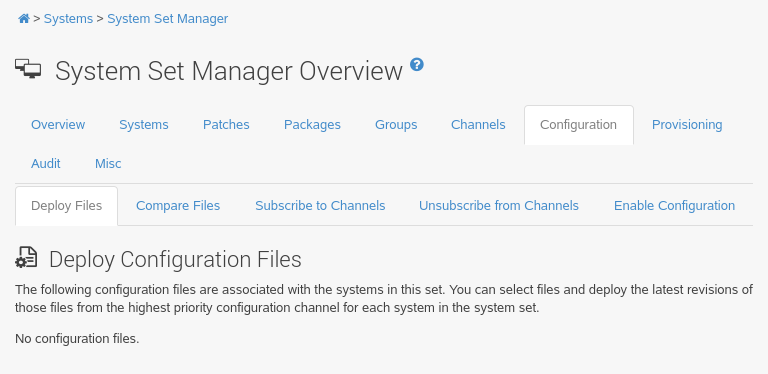 > Systems > System Set Manager
System Set Manager Overview ?
Overview Systems Patches Packages Groups Channels Configuration Provisioning
Audit Misc
Deploy Files Compare Files Subscribe to Channels Unsubscribe from Channels Enable Configuration
Deploy Configuration Files
The following configuration files are associated with the systems in this set. You can select files and deploy the latest revisions of
those files from the highest priority configuration channel for each system in the system set.
No configuration files.